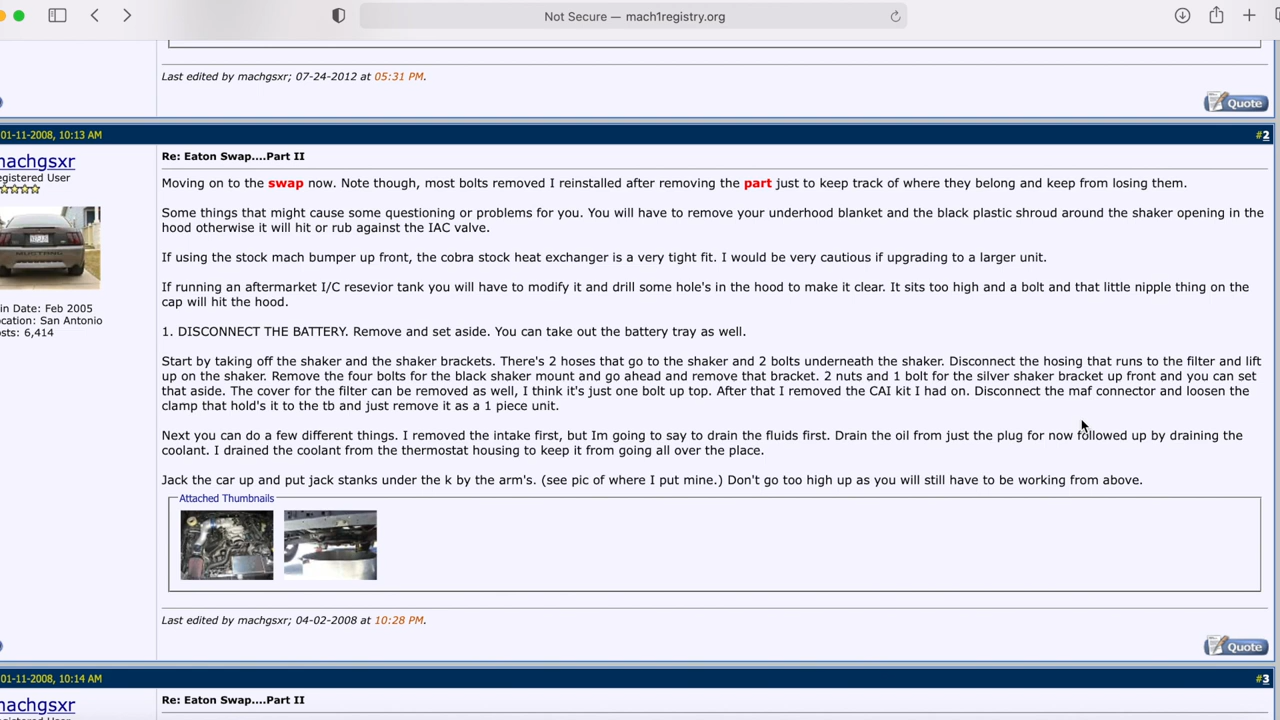 Not Secure — mach1registry.org
Last edited by machgsxr; 07-24-2012 at 05:31 PM.
Quote
01-11-2008, 10:13 AM
#2
machgsxr
egistered User
in Date: Feb 2005
ocation: San Antonio
osts: 6,414
Re: Eaton Swap....Part II
Moving on to the swap now. Note though, most bolts removed I reinstalled after removing the part just to keep track of where they belong and keep from losing them.
Some things that might cause some questioning or problems for you. You will have to remove your underhood blanket and the black plastic shroud around the shaker opening in the
hood otherwise it will hit or rub against the IAC valve.
If using the stock mach bumper up front, the cobra stock heat exchanger is a very tight fit. I would be very cautious if upgrading to a larger unit.
If running an aftermarket I/C resevior tank you will have to modify it and drill some hole's in the hood to make it clear. It sits too high and a bolt and that little nipple thing on the
cap will hit the hood.
1. DISCONNECT THE BATTERY. Remove and set aside. You can take out the battery tray as well.
Start by taking off the shaker and the shaker brackets. There's 2 hoses that go to the shaker and 2 bolts underneath the shaker. Disconnect the hosing that runs to the filter and lift
up on the shaker. Remove the four bolts for the black shaker mount and go ahead and remove that bracket. 2 nuts and 1 bolt for the silver shaker bracket up front and you can set
that aside. The cover for the filter can be removed as well, I think it's just one bolt up top. After that I removed the CAI kit I had on. Disconnect the maf connector and loosen the
clamp that hold's it to the tb and just remove it as a 1 piece unit.
Next you can do a few different things. I removed the intake first, but Im going to say to drain the fluids first. Drain the oil from just the plug for now followed up by draining the
coolant. I drained the coolant from the thermostat housing to keep it from going all over the place.
Jack the car up and put jack stanks under the k by the arm's. (see pic of where I put mine.) Don't go too high up as you will still have to be working from above.
Attached Thumbnails
Last edited by machgsxr; 04-02-2008 at 10:28 PM.
Quote
01-11-2008, 10:14 AM
#3
machgsxr
Re: Eaton Swap....Part II